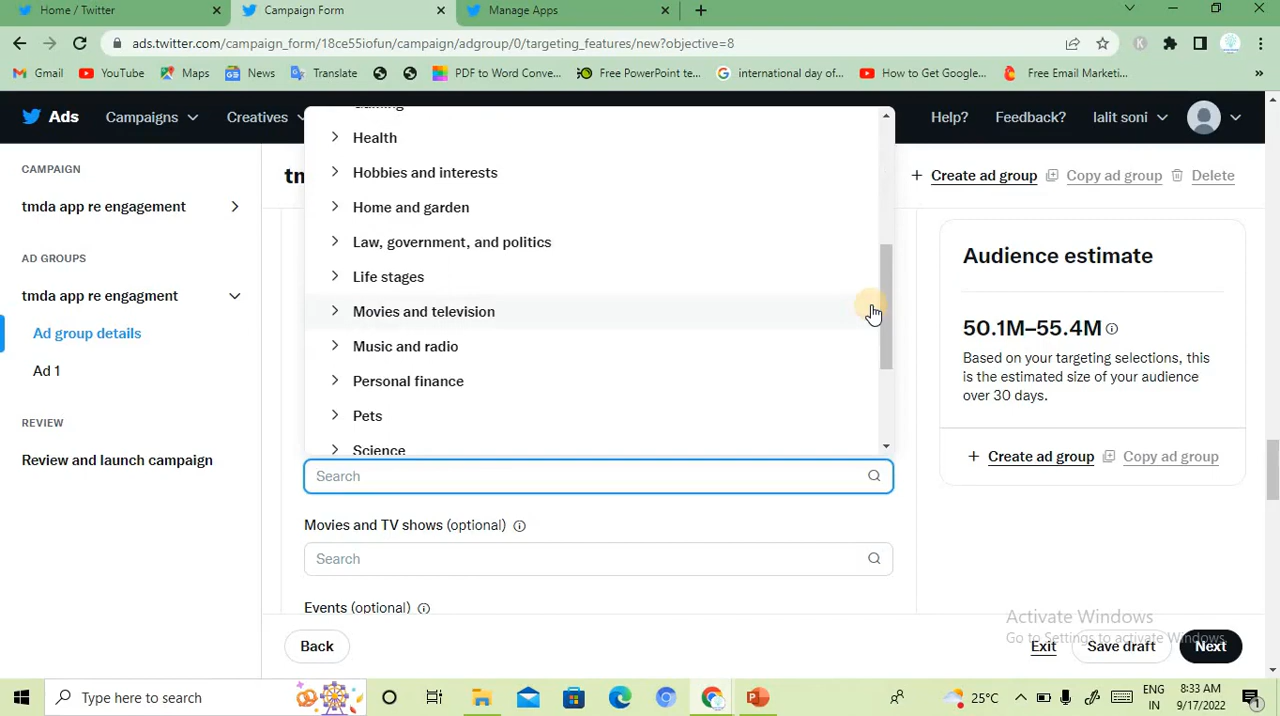 Home / Twitter
Campaign Form
Manage Apps
ads.twitter.com/campaign_form/18ce55iofun/campaign/adgroup/0/targeting_features/new?objective=8
K
Gmail
YouTube
Maps
News
Translate
PDF to Word Conve...
Free PowerPoint te...
international day of...
How to Get Google...
Free Email Marketi...
»
Ads
Campaigns
Creatives
Help?
Feedback?
lalit soni
CAMPAIGN
tmda app re engagement
AD GROUPS
tmda app re engagment
Ad group details
Ad 1
REVIEW
Review and launch campaign
Create ad group
Copy ad group
Delete
Gaming
Health
Hobbies and interests
Home and garden
Law, government, and politics
Life stages
Movies and television
Music and radio
Personal finance
Pets
Science
Search
Movies and TV shows (optional)
Search
Events (optional)
Audience estimate
50.1M–55.4M
Based on your targeting selections, this
is the estimated size of your audience
over 30 days.
Create ad group
Copy ad group
Activate Windows
Go to Settings to activate Windows.
Back
Exit
Save draft
Next
Type here to search
25°C
ENG
IN
8:33 AM
9/17/2022
1